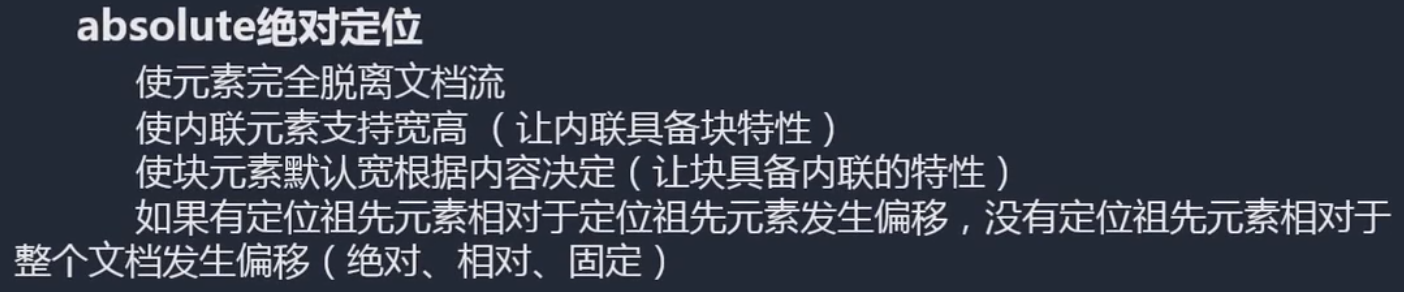 absolute绝对定位
使元素完全脱离文档流
使内联元素支持宽高 （让内联具备块特性）
使块元素默认宽根据内容决定（让块具备内联的特性）
如果有定位祖先元素相对于定位祖先元素发生偏移，没有定位祖先元素相对于
整个文档发生偏移（绝对、相对、固定）